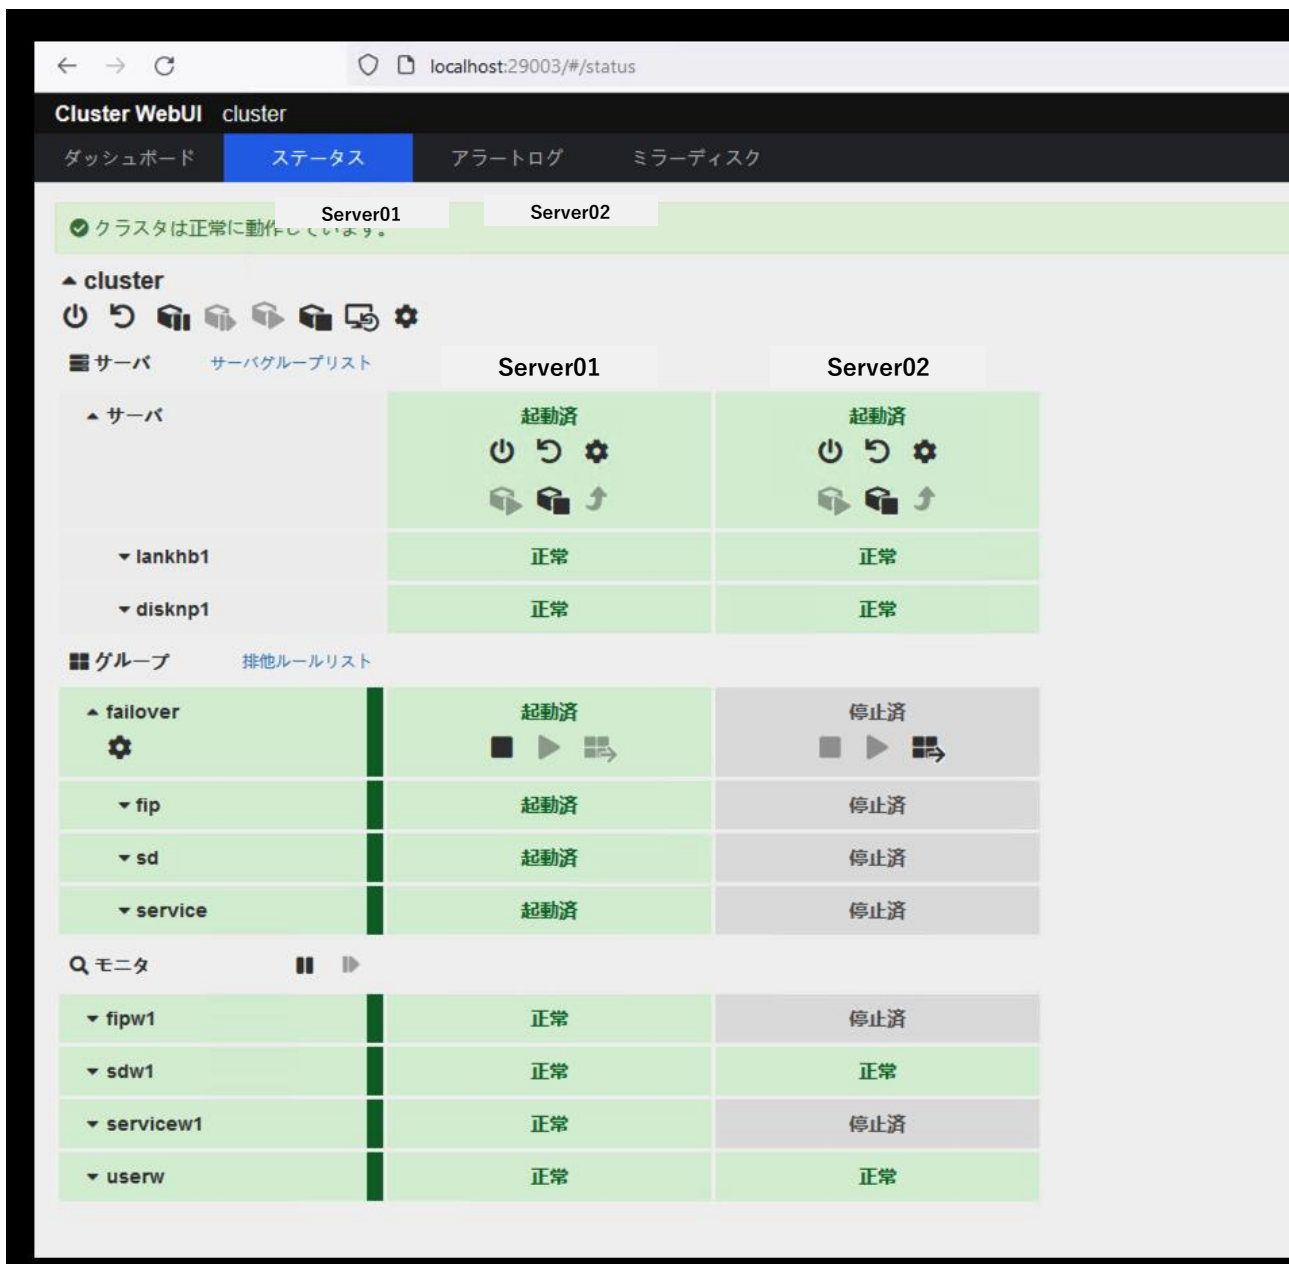 localhost:29003/#/status
Cluster WebUI cluster
ダッシュボード ステータス アラートログ ミラーディスク
Server01 Server02
クラスタは正常に動作しています。
cluster
サーバ サーバグループリスト Server01 Server02
サーバ 起動済 起動済
lankhb1 正常 正常
disknp1 正常 正常
グループ 排他ルールリスト
failover 起動済 停止済
fip 起動済 停止済
sd 起動済 停止済
service 起動済 停止済
モニタ
fipw1 正常 停止済
sdw1 正常 正常
servicew1 正常 停止済
userw 正常 正常